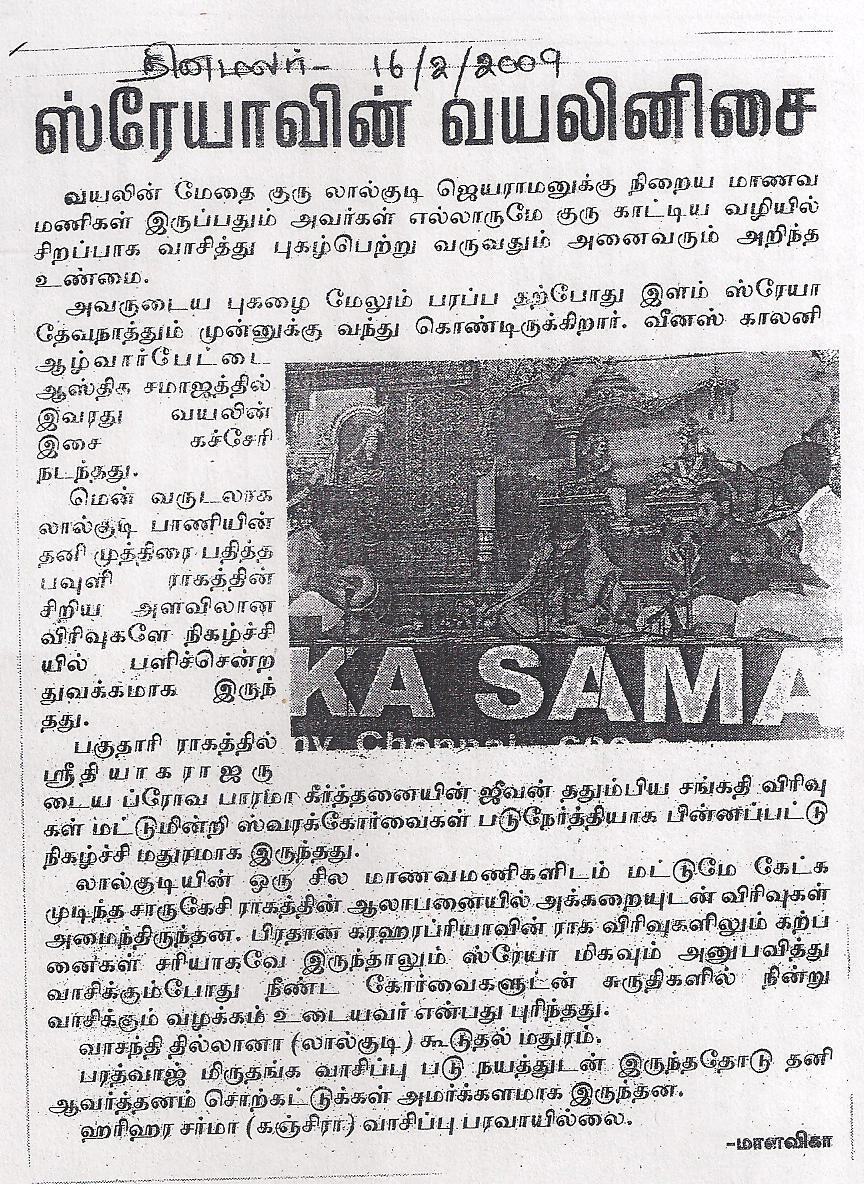 தினமலர் - 16/2/2009
ஸ்ரேயாவின் வயலினிசை
வயலின் மேதை குரு லால்குடி ஜெயராமனுக்கு நிறைய மாணவ
மணிகள் இருப்பதும் அவர்கள் எல்லாருமே குரு காட்டிய வழியில்
சிறப்பாக வாசித்து புகழ்பெற்று வருவதும் அனைவரும் அறிந்த
உண்மை.
அவருடைய புகழை மேலும் பரப்ப தற்போது இளம் ஸ்ரேயா
தேவநாத்தும் முன்னுக்கு வந்து கொண்டிருக்கிறார். வீனஸ் காலனி
ஆழ்வார்பேட்டை
ஆஸ்திக சமாஜத்தில்
இவரது வயலின்
இசை கச்சேரி
நடந்தது.
மென் வருடலாக
லால்குடி பாணியின்
தனி முத்திரை பதித்த
பவுளி ராகத்தின்
சிறிய அளவிலான
விரிவுகளே நிகழ்ச்சி
யில் பளிச்சென்ற
துவக்கமாக இருந்
தது.
KA SAMA
ny, Chennai
பகுதாரி ராகத்தில்
ஸ்ரீதியாகராஜரு
டைய ப்ரோவ பாரமா கீர்த்தனையின் ஜீவன் ததும்பிய சங்கதி விரிவு
கள் மட்டுமின்றி ஸ்வரக்கோர்வைகள் படுநேர்த்தியாக பின்னப்பட்டு
நிகழ்ச்சி மதுரமாக இருந்தது.
லால்குடியின் ஒரு சில மாணவமணிகளிடம் மட்டுமே கேட்க
முடிந்த சாருகேசி ராகத்தின் ஆலாபனையில் அக்கறையுடன் விரிவுகள்
அமைந்திருந்தன. பிரதான கரஹரப்ரியாவின் ராக விரிவுகளிலும் கற்ப
னைகள் சரியாகவே இருந்தாலும் ஸ்ரேயா மிகவும் அனுபவித்து
வாசிக்கும்போது நீண்ட கோர்வைகளுடன் சுருதிகளில் நின்று
வாசிக்கும் வழக்கம் உடையவர் என்பது புரிந்தது.
வாசந்தி தில்லானா (லால்குடி) கூடுதல் மதுரம்.
பரத்வாஜ் மிருதங்க வாசிப்பு படு நயத்துடன் இருந்ததோடு தனி
ஆவர்த்தனம் சொற்கட்டுக்கள் அமர்க்களமாக இருந்தன.
ஹரிஹர சர்மா (கஞ்சிரா) வாசிப்பு பரவாயில்லை.
-மாளவிகா